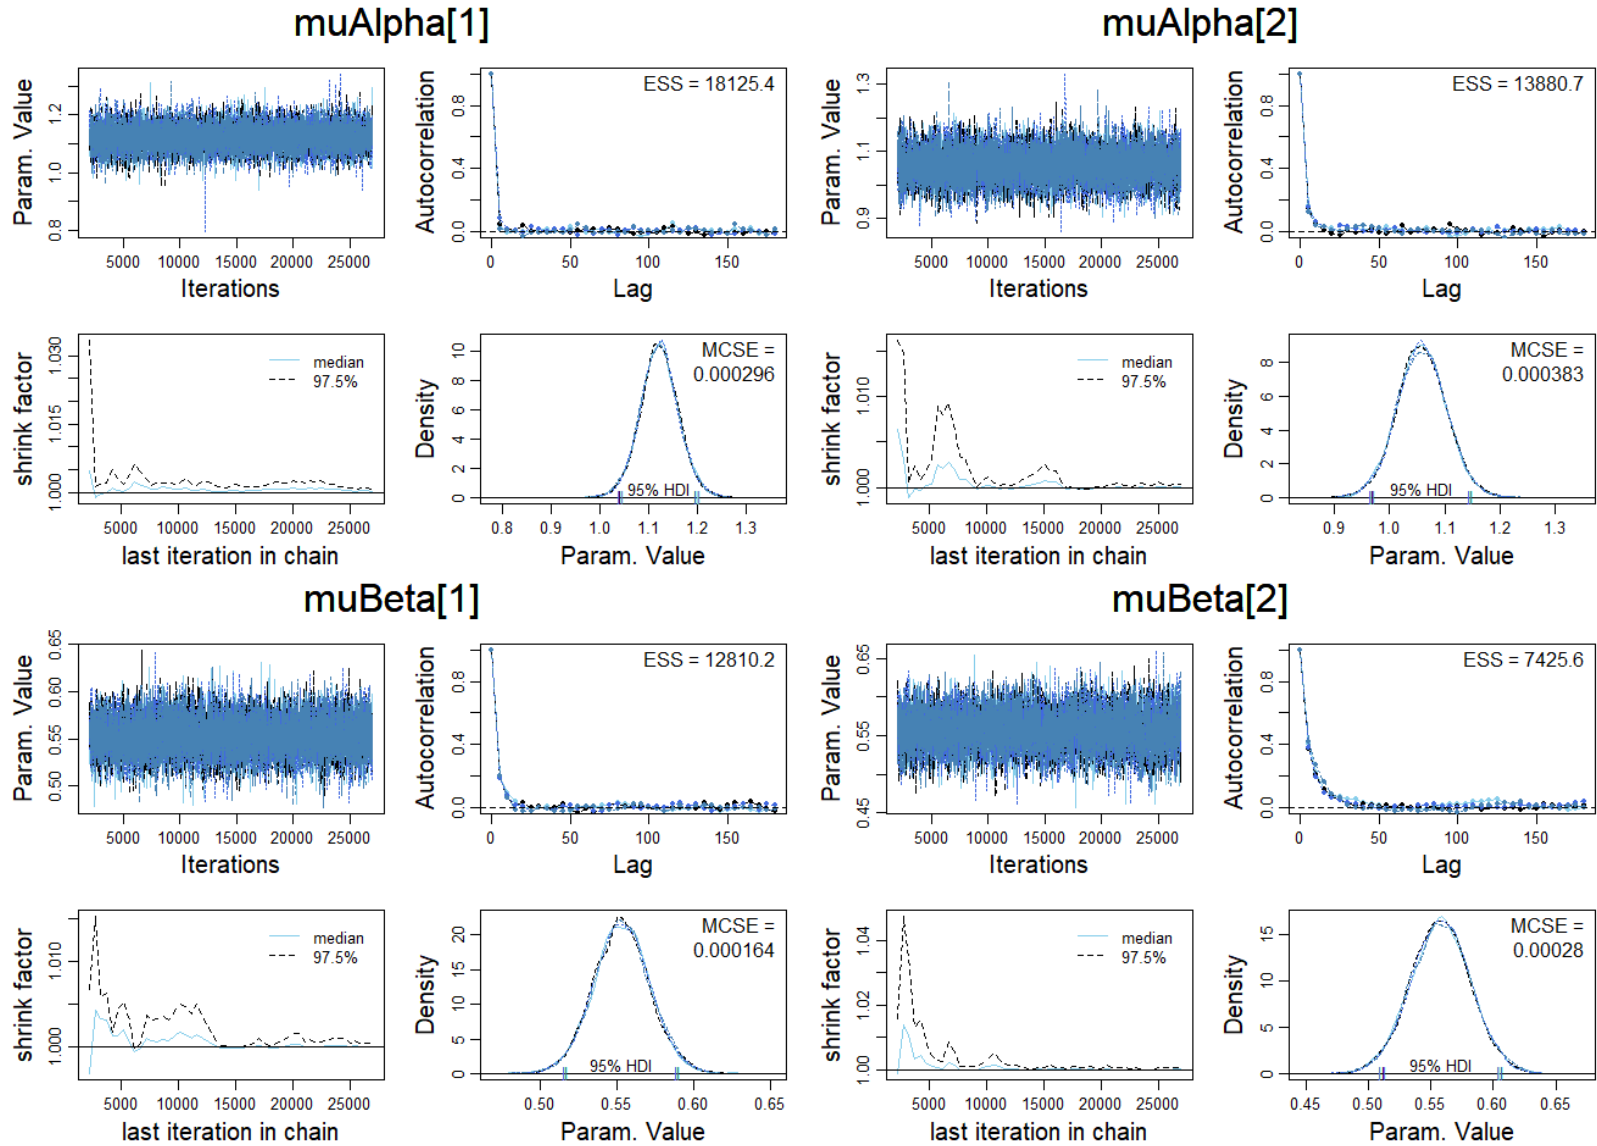 muAlpha[1]
muAlpha[2]
Param. Value
0.8 1.0 1.1 1.2
5000 10000 15000 20000 25000
Iterations
Autocorrelation
0.0 0.4 0.8
ESS = 18125.4
0 50 100 150
Lag
Param. Value
0.9 1.1 1.3
5000 10000 15000 20000 25000
Iterations
Autocorrelation
0.0 0.4 0.8
ESS = 13880.7
0 50 100 150
Lag
shrink factor
1.000 1.015 1.030
median
97.5%
5000 10000 15000 20000 25000
last iteration in chain
Density
0 2 4 6 8 10
MCSE =
0.000296
95% HDI
0.8 0.9 1.0 1.1 1.2 1.3
Param. Value
shrink factor
1.000 1.010
median
97.5%
5000 10000 15000 20000 25000
last iteration in chain
Density
0 2 4 6 8
MCSE =
0.000383
95% HDI
0.9 1.0 1.1 1.2 1.3
Param. Value
muBeta[1]
muBeta[2]
Param. Value
0.50 0.55 0.60 0.65
5000 10000 15000 20000 25000
Iterations
Autocorrelation
0.0 0.4 0.8
ESS = 12810.2
0 50 100 150
Lag
Param. Value
0.45 0.55 0.65
5000 10000 15000 20000 25000
Iterations
Autocorrelation
0.0 0.4 0.8
ESS = 7425.6
0 50 100 150
Lag
shrink factor
1.000 1.010
median
97.5%
5000 10000 15000 20000 25000
last iteration in chain
Density
0 5 10 15 20
MCSE =
0.000164
95% HDI
0.50 0.55 0.60 0.65
Param. Value
shrink factor
1.00 1.02 1.04
median
97.5%
5000 10000 15000 20000 25000
last iteration in chain
Density
0 5 10 15
MCSE =
0.00028
95% HDI
0.45 0.50 0.55 0.60 0.65
Param. Value